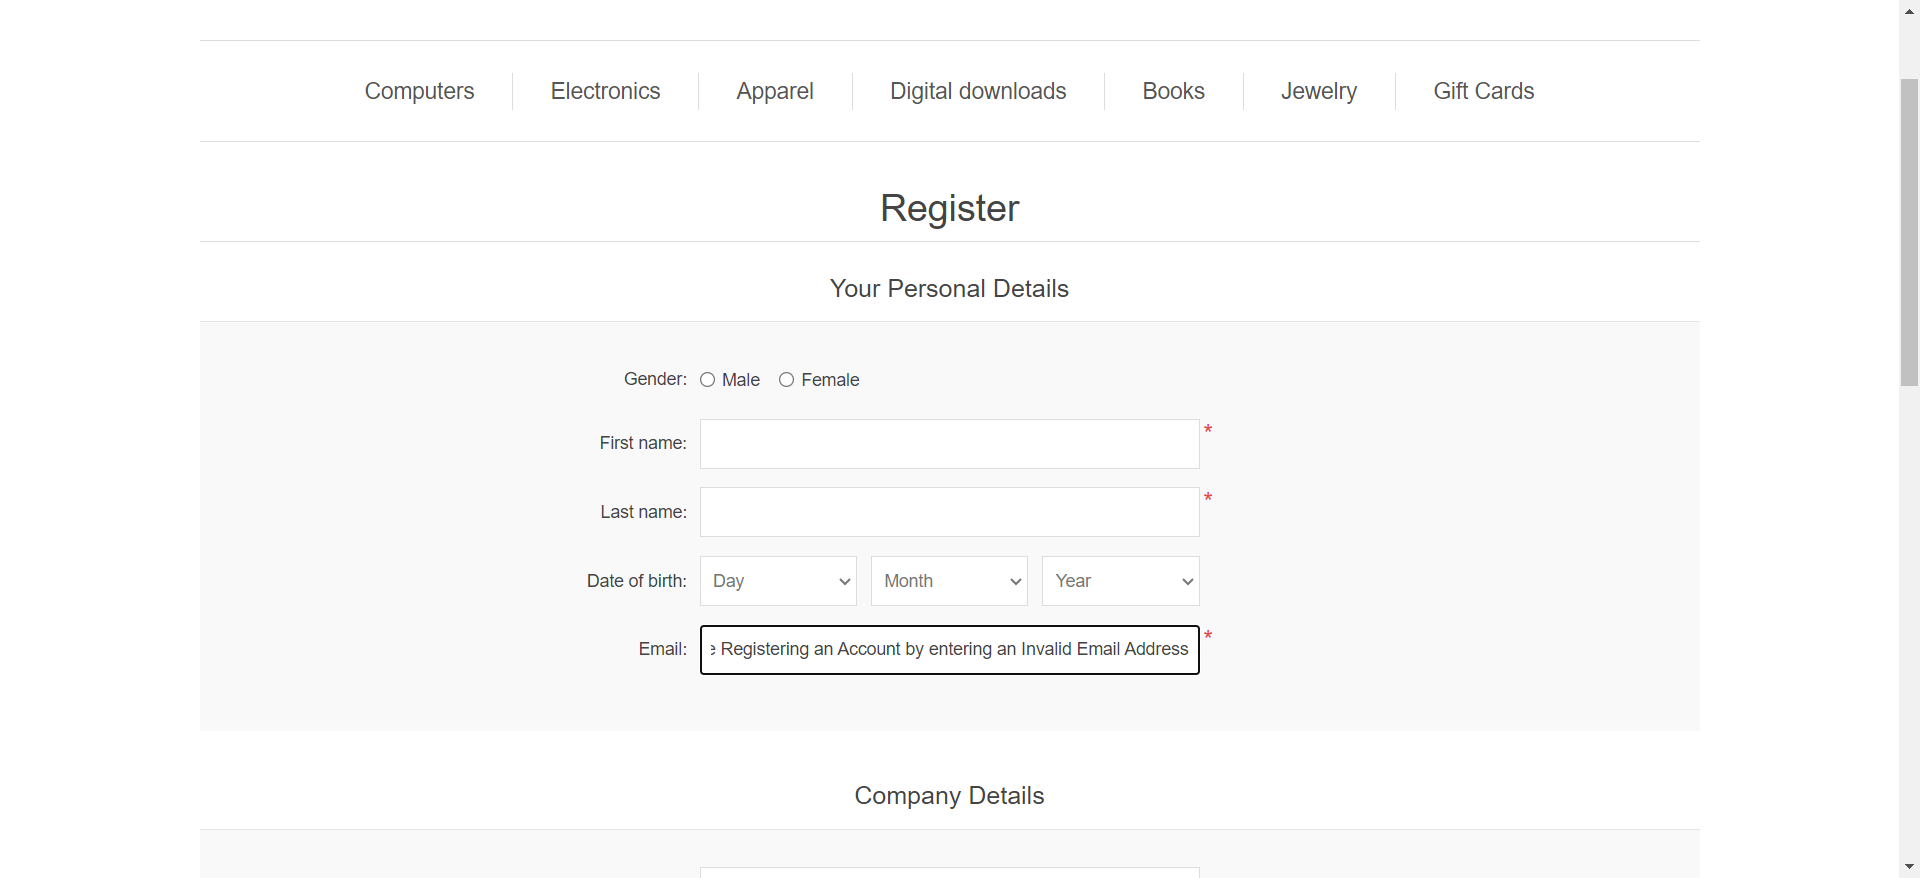 Computers Electronics Apparel Digital downloads Books Jewelry Gift Cards
Register
Your Personal Details
Gender: Male Female
First name: *
Last name: *
Date of birth: Day Month Year
Email: Registering an Account by entering an Invalid Email Address *
Company Details